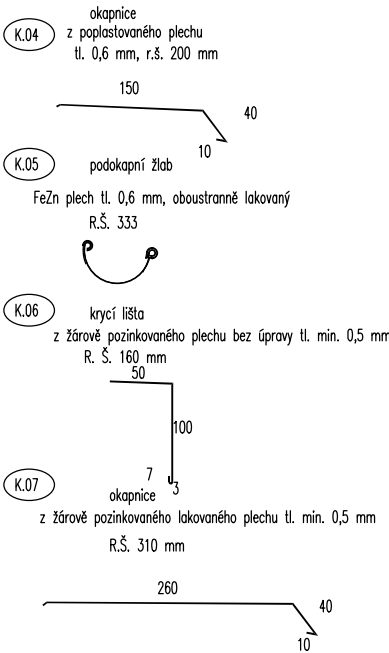 okapnice
K.04
z poplastovaného plechu
tl. 0,6 mm, r.š. 200 mm
150
40
10
K.05
podokapní žlab
FeZn plech tl. 0,6 mm, oboustranně lakovaný
R.Š. 333
K.06
krycí lišta
z žárově pozinkovaného plechu bez úpravy tl. min. 0,5 mm
R. Š. 160 mm
50
100
7
3
K.07
okapnice
z žárově pozinkovaného lakovaného plechu tl. min. 0,5 mm
R.Š. 310 mm
260
40
10